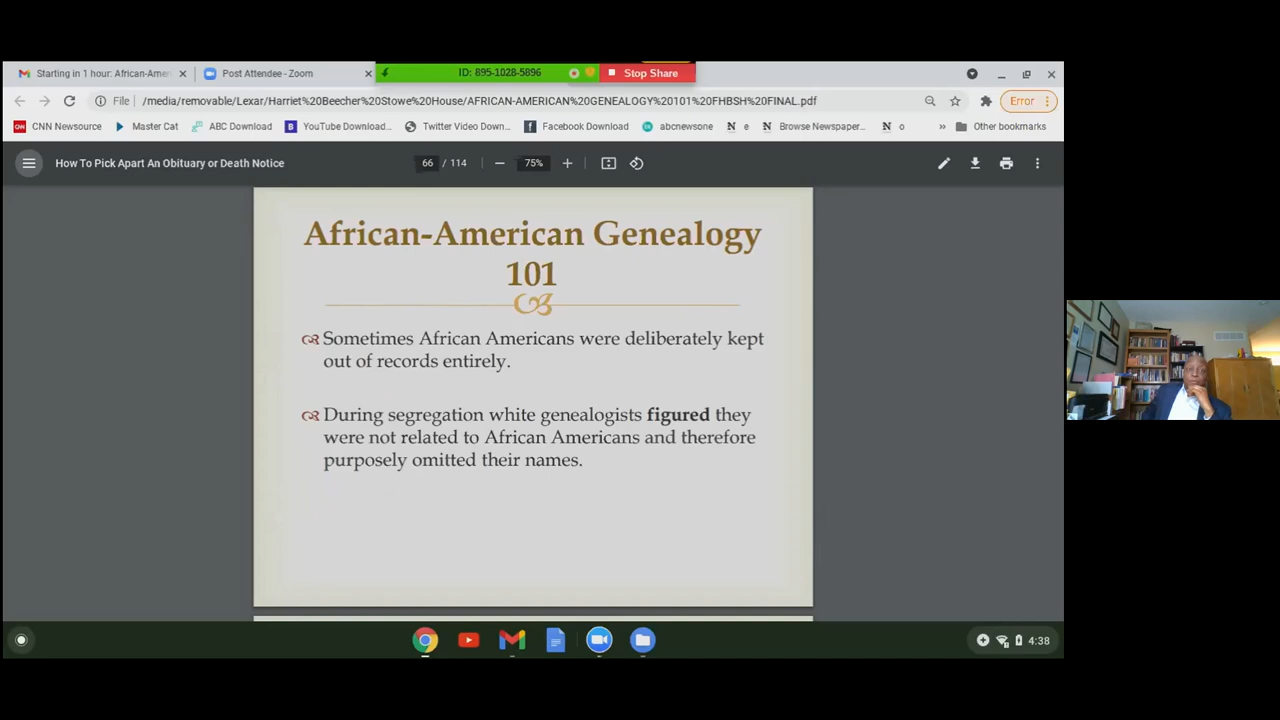 Starting in 1 hour: African-Amer
Post Attendee - Zoom
ID: 895-1028-5896
Stop Share
File
/media/removable/Lexar/Harriet%20Beecher%20Stowe%20House/AFRICAN-AMERICAN%20GENEALOGY%20101%20FHBSH%20FINAL.pdf
Error
CNN Newsource
Master Cat
ABC Download
YouTube Download...
Twitter Video Down...
Facebook Download
abcnewsone
N e
N Browse Newspaper...
N o
»
Other bookmarks
How To Pick Apart An Obituary or Death Notice
66 / 114
75%
African-American Genealogy
101
Sometimes African Americans were deliberately kept
out of records entirely.
During segregation white genealogists figured they
were not related to African Americans and therefore
purposely omitted their names.
4:38